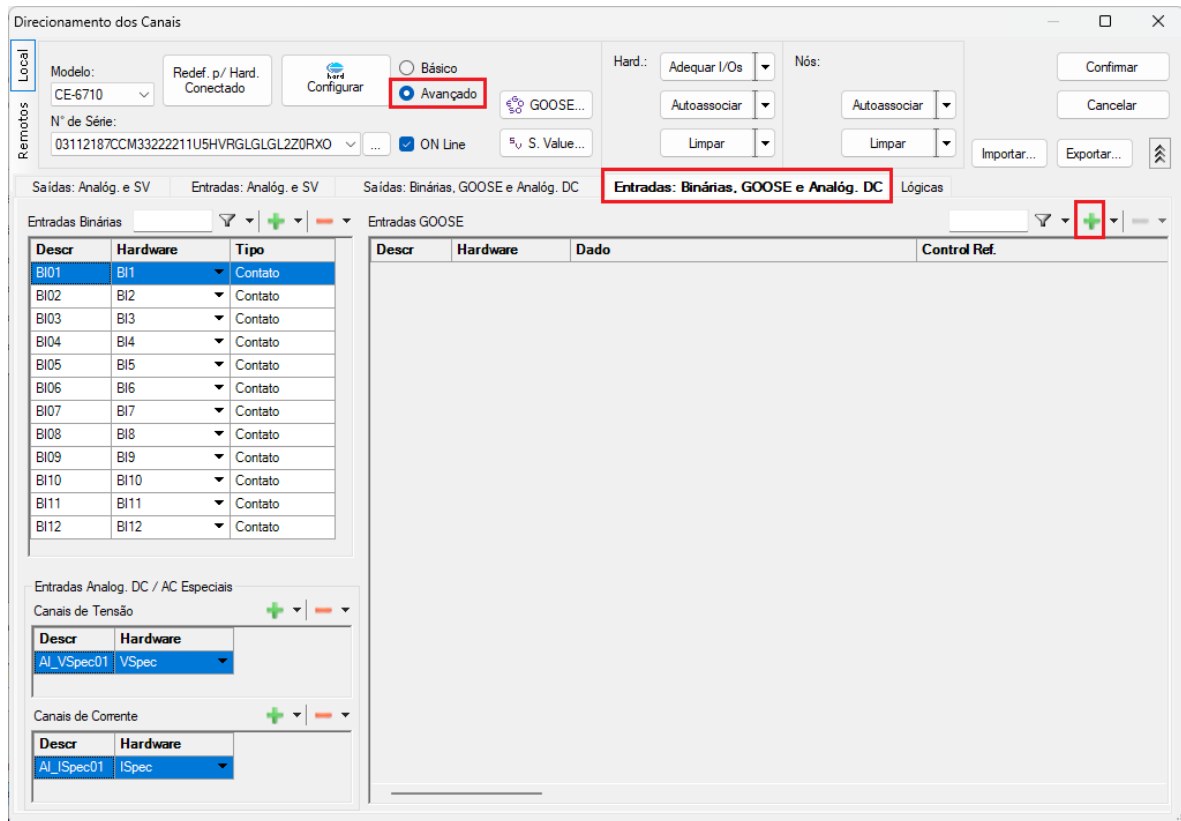 Direcionamento dos Canais
Local
Remotos
Modelo:
CE-6710
Redef. p/ Hard.
Conectado
hard
Configurar
Básico
Avançado
GOOSE...
N° de Série:
03112187CCM33222211U5HVRGLGLGL2Z0RXO
...
ON Line
S. Value...
Hard.:
Adequar I/Os
Autoassociar
Limpar
Nós:
Autoassociar
Limpar
Confirmar
Cancelar
Importar...
Exportar...
Saídas: Analóg. e SV
Entradas: Analóg. e SV
Saídas: Binárias, GOOSE e Analóg. DC
Entradas: Binárias, GOOSE e Analóg. DC
Lógicas
Entradas Binárias
Descr Hardware Tipo
BI01 BI1 Contato
BI02 BI2 Contato
BI03 BI3 Contato
BI04 BI4 Contato
BI05 BI5 Contato
BI06 BI6 Contato
BI07 BI7 Contato
BI08 BI8 Contato
BI09 BI9 Contato
BI10 BI10 Contato
BI11 BI11 Contato
BI12 BI12 Contato
Entradas Analog. DC / AC Especiais
Canais de Tensão
Descr Hardware
AI_VSpec01 VSpec
Canais de Corrente
Descr Hardware
AI_ISpec01 ISpec
Entradas GOOSE
Descr Hardware Dado Control Ref.